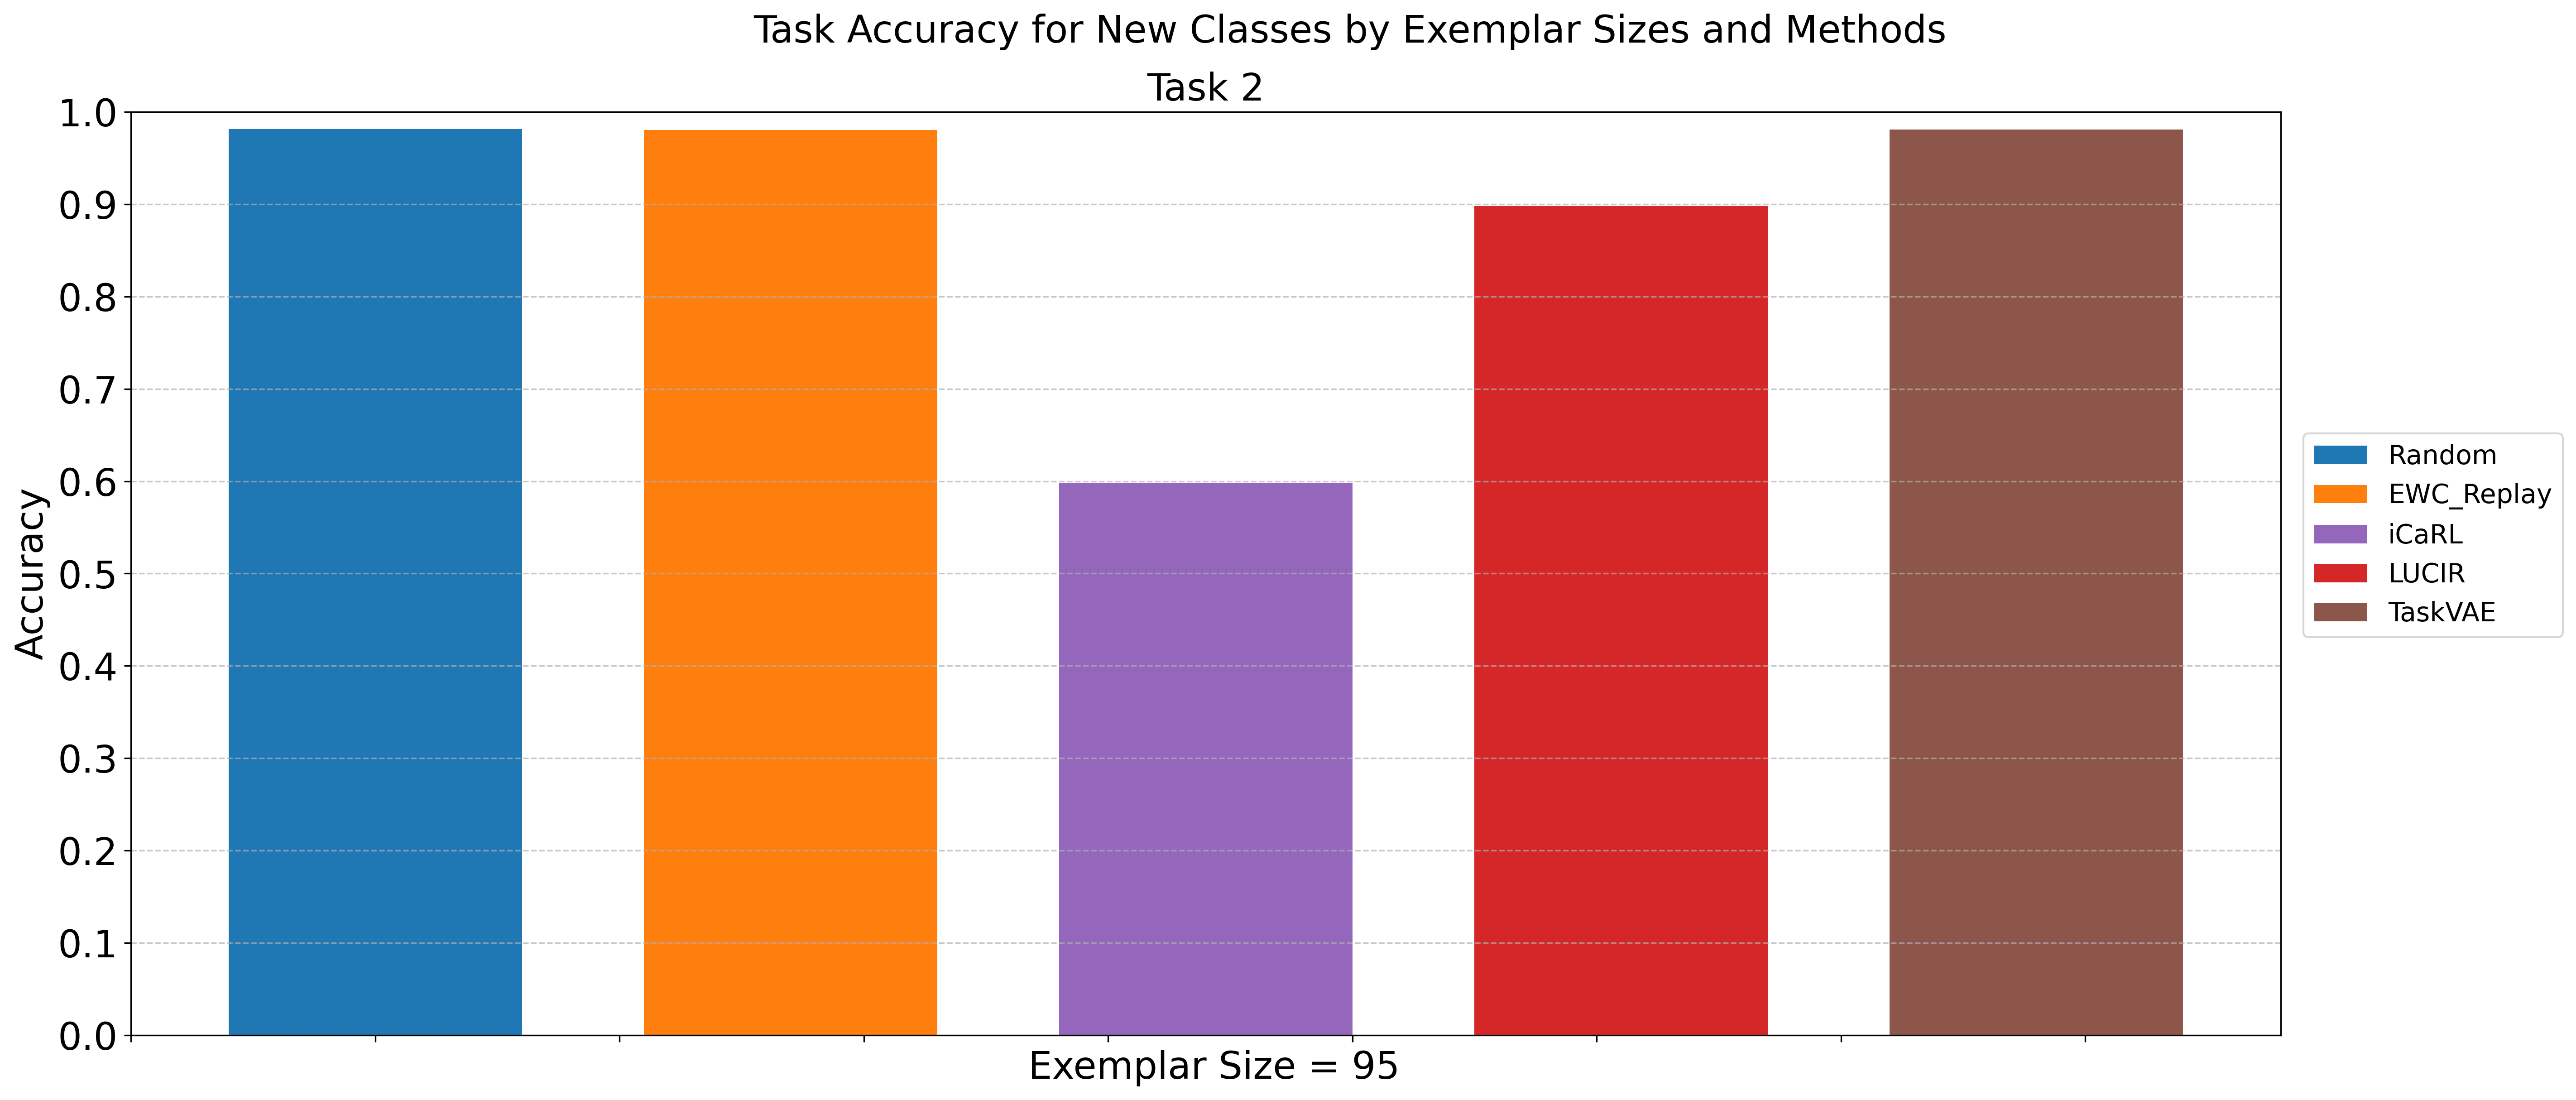 Task Accuracy for New Classes by Exemplar Sizes and Methods
Task 2
1.0
0.9
0.8
0.7
0.6
0.5
0.4
0.3
0.2
0.1
0.0
Accuracy
Exemplar Size = 95
Random
EWC_Replay
iCaRL
LUCIR
TaskVAE